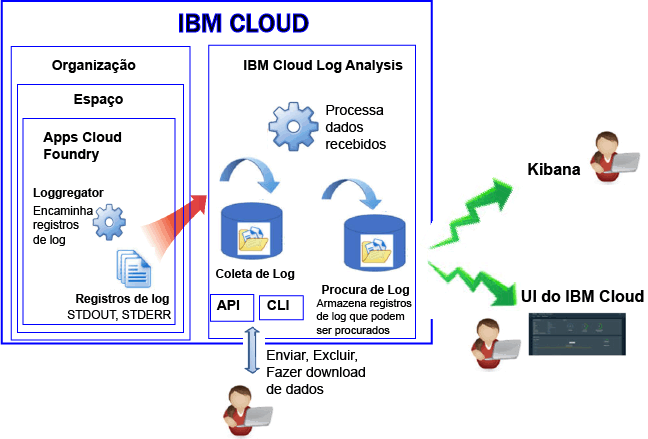 IBM CLOUD
Organização
Espaço
Apps Cloud
Foundry
Loggregator
Encaminha
registros
de log
Registros de log
STDOUT, STDERR
IBM Cloud Log Analysis
Processa
dados
recebidos
Coleta de Log
Procura de Log
Armazena registros
de log que podem
ser procurados
API
CLI
Enviar, Excluir,
Fazer download
de dados
Kibana
UI do IBM Cloud